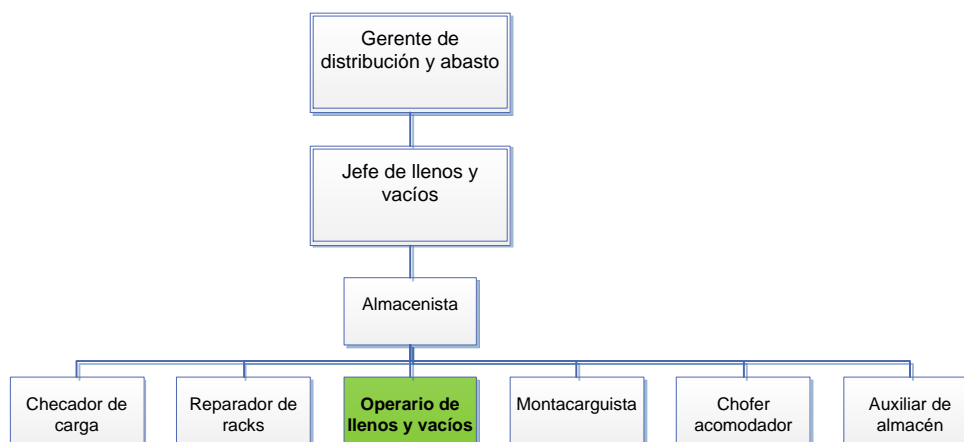 Gerente de
distribución y abasto
Jefe de llenos y
vacíos
Almacenista
Checador de
carga
Reparador de
racks
Operario de
llenos y vacíos
Montacarguista
Chofer
acomodador
Auxiliar de
almacén